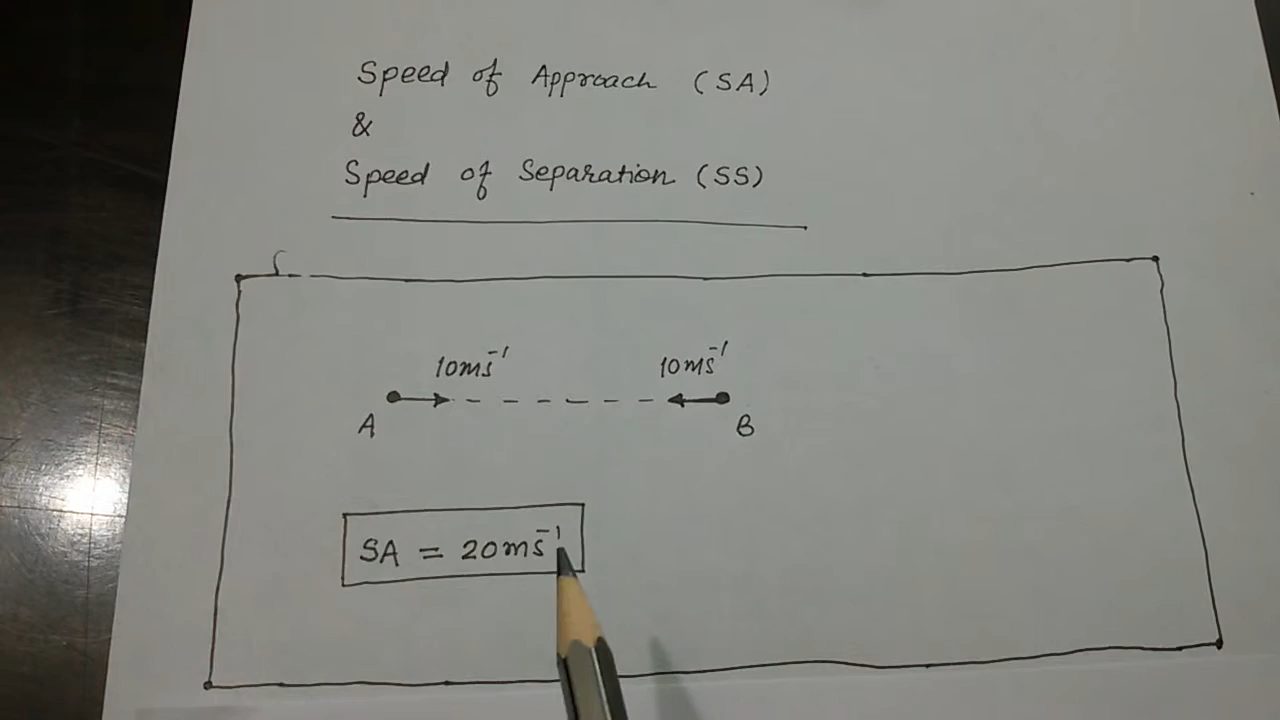 Speed of Approach (SA)
&
Speed of Separation (SS)
10ms⁻¹ 10ms⁻¹
A B
SA = 20ms⁻¹